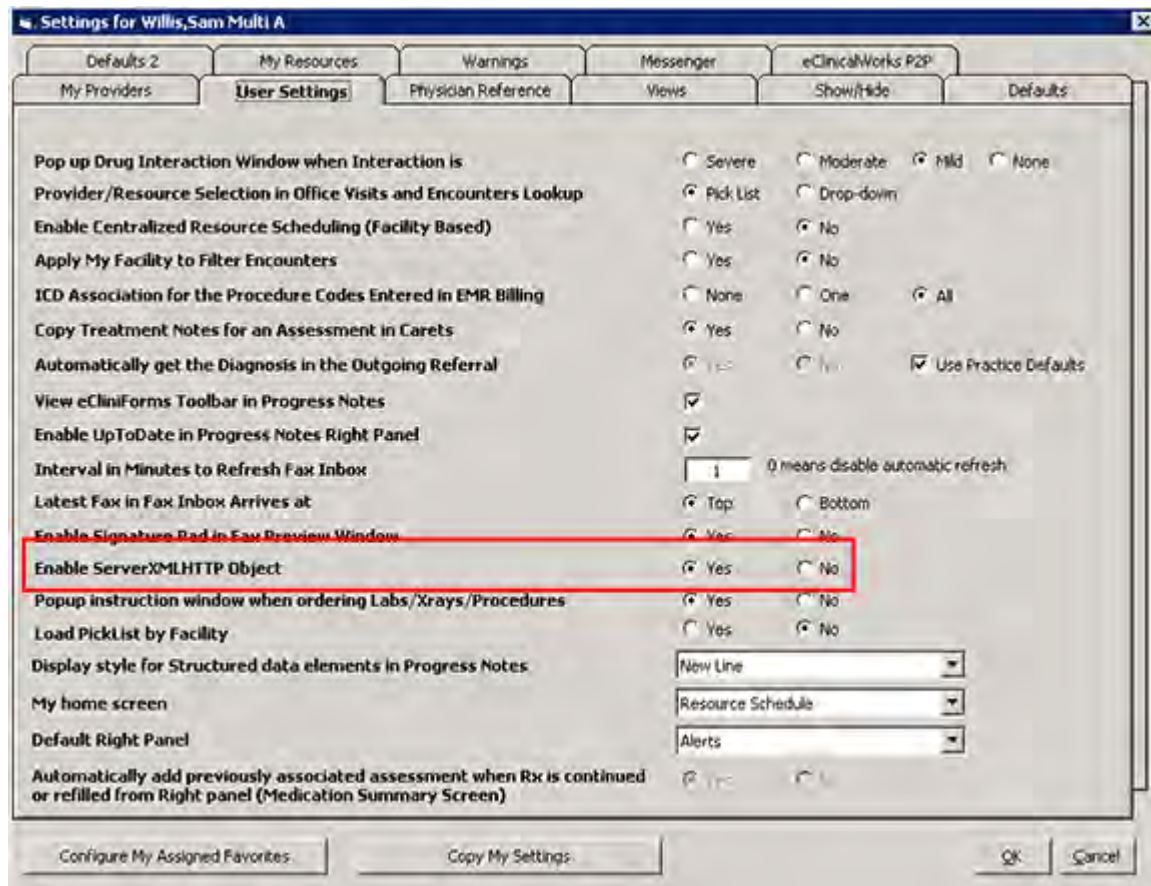 Settings for Willis,Sam Multi A
Defaults 2 My Resources Warnings Messenger eClinicalWorks P2P
My Providers User Settings Physician Reference Views Show/Hide Defaults
Pop up Drug Interaction Window when Interaction is Severe Moderate Mild None
Provider/Resource Selection in Office Visits and Encounters Lookup Pick List Drop-down
Enable Centralized Resource Scheduling (Facility Based) Yes No
Apply My Facility to Filter Encounters Yes No
ICD Association for the Procedure Codes Entered in EMR Billing None One All
Copy Treatment Notes for an Assessment in Carets Yes No
Automatically get the Diagnosis in the Outgoing Referral Yes No Use Practice Defaults
View eCliniForms Toolbar in Progress Notes
Enable UpToDate in Progress Notes Right Panel
Interval in Minutes to Refresh Fax Inbox 1 0 means disable automatic refresh
Latest Fax in Fax Inbox Arrives at Top Bottom
Enable Signature Pad in Fax Preview Window Yes No
Enable ServerXMLHTTP Object Yes No
Popup instruction window when ordering Labs/Xrays/Procedures Yes No
Load PickList by Facility Yes No
Display style for Structured data elements in Progress Notes New Line
My home screen Resource Schedule
Default Right Panel Alerts
Automatically add previously associated assessment when Rx is continued Yes
or refilled from Right panel (Medication Summary Screen)
Configure My Assigned Favorites Copy My Settings OK Cancel